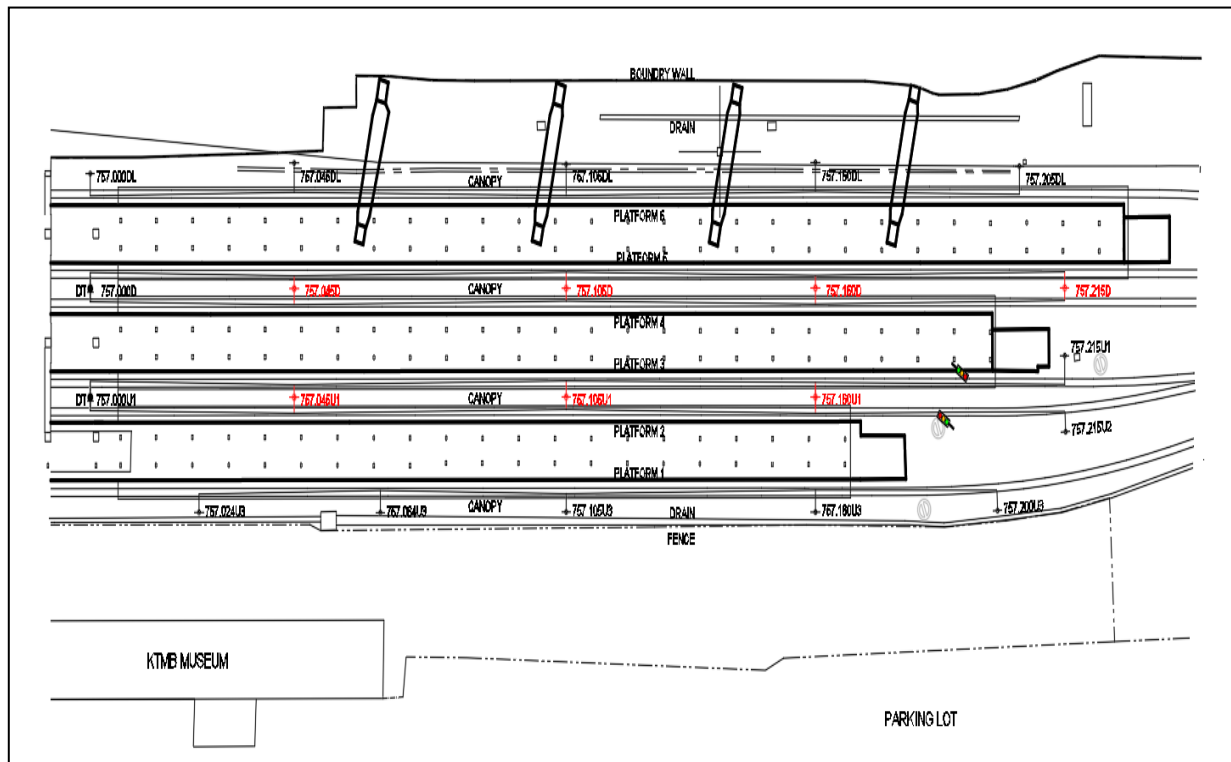 BOUNDRY WALL
DRAIN
757.000DL
757.045DL
757.105DL
757.160DL
757.205DL
CANOPY
PLATFORM 6
PLATFORM 5
DT
757.000D
757.045D
CANOPY
757.105D
757.160D
757.215D
PLATFORM 4
PLATFORM 3
757.215U1
DT
757.000U1
757.045U1
CANOPY
757.105U1
757.160U1
757.215U2
PLATFORM 2
PLATFORM 1
757.024U3
757.064U3
CANOPY
757.105U3
DRAIN
757.160U3
757.200U3
FENCE
KTMB MUSEUM
PARKING LOT